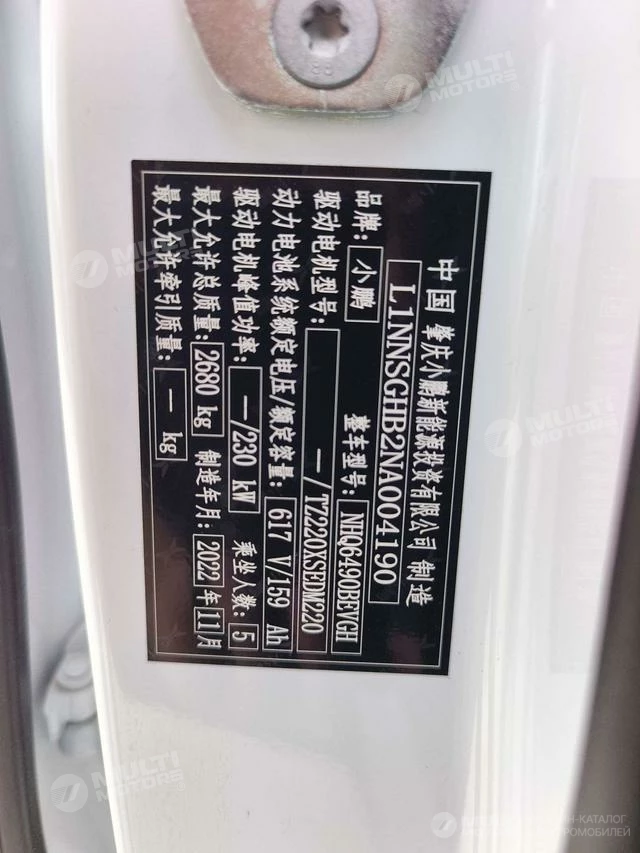 中国 肇庆小鹏新能源投资有限公司 制造
L1NNSGHB2NA004190
品牌: 小鹏 整车型号: NHQ6490BEVGH
驱动电机型号: —/TZ220XSEDM220
动力电池系统额定电压/额定容量: 617 V/159 Ah
驱动电机峰值功率: —/230 kW 乘坐人数: 5
最大允许总质量: 2680 kg 制造年月: 2022 年 11月
最大允许牵引质量: — kg
88
MULTI
MOTORS
MULTI
MOTORS
MULTI
MOTORS
MULTI
MOTORS